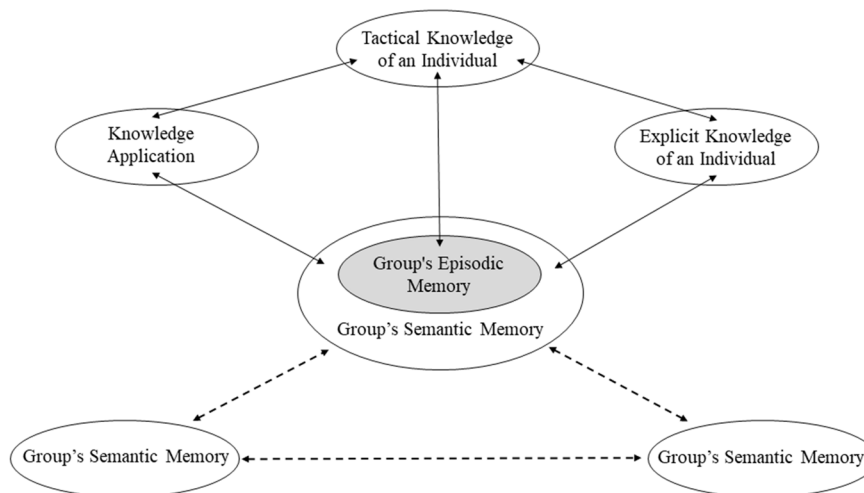 Tactical Knowledge
of an Individual
Knowledge
Application
Explicit Knowledge
of an Individual
Group's Episodic
Memory
Group’s Semantic Memory
Group’s Semantic Memory
Group’s Semantic Memory